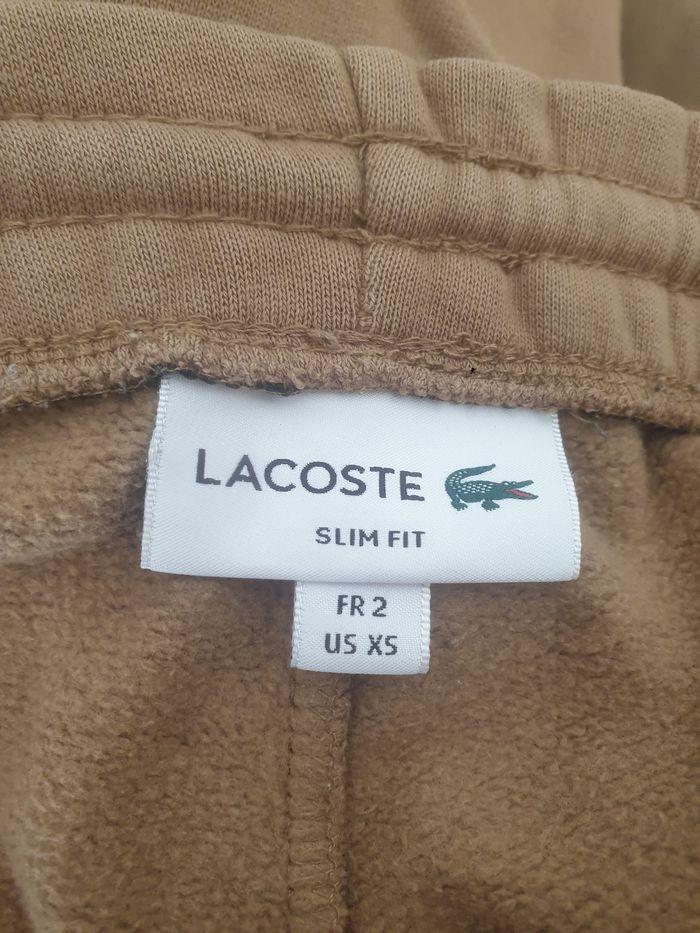 LACOSTE
SLIM FIT
FR 2
US XS